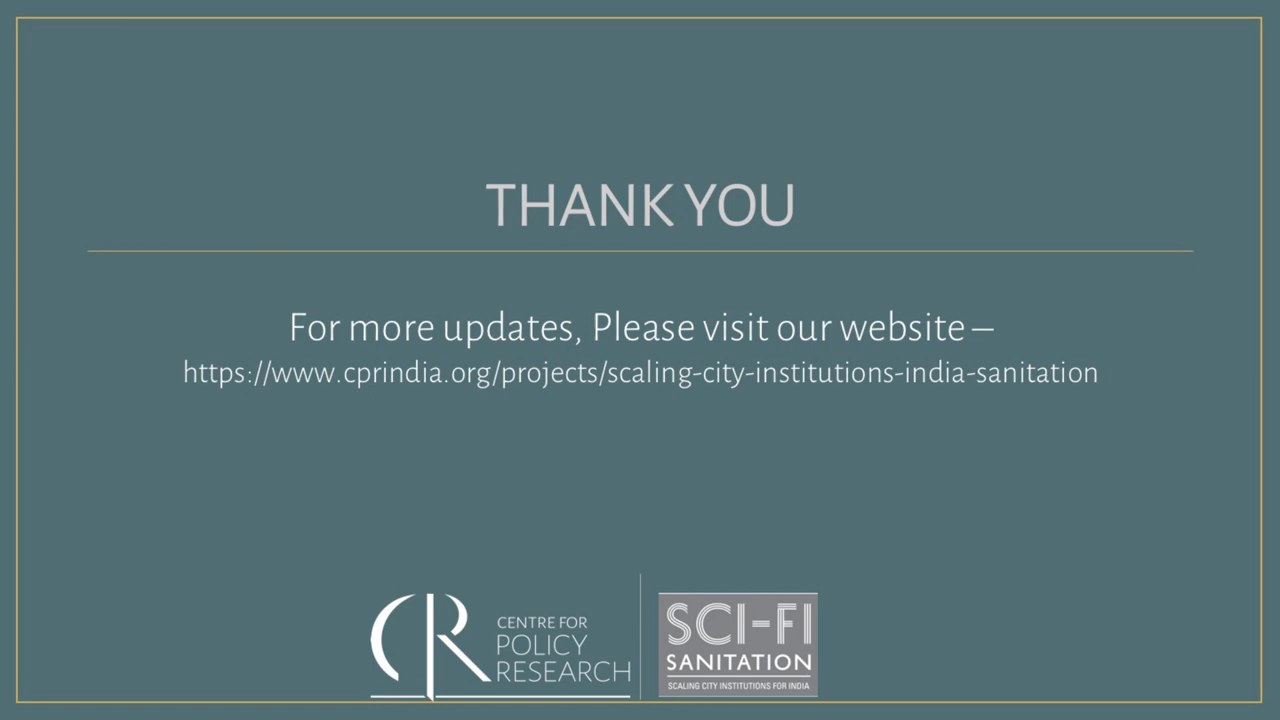 THANK YOU
For more updates, Please visit our website –
https://www.cprindia.org/projects/scaling-city-institutions-india-sanitation
CENTRE FOR
POLICY
RESEARCH
SCI-FI
SANITATION
SCALING CITY INSTITUTIONS FOR INDIA